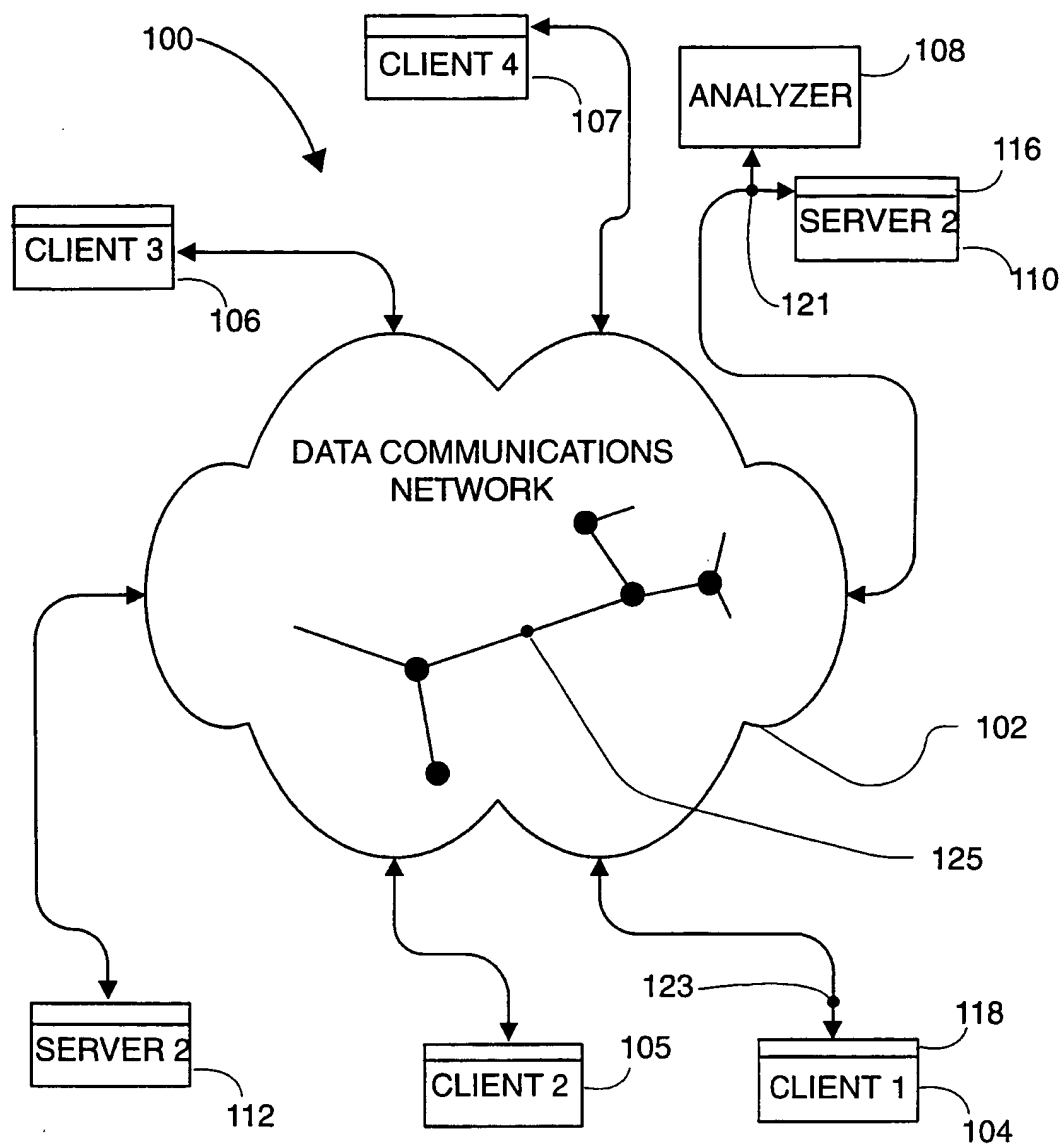 100
CLIENT 4
107
ANALYZER
108
116
SERVER 2
110
121
CLIENT 3
106
DATA COMMUNICATIONS
NETWORK
102
125
123
SERVER 2
112
CLIENT 2
105
118
CLIENT 1
104